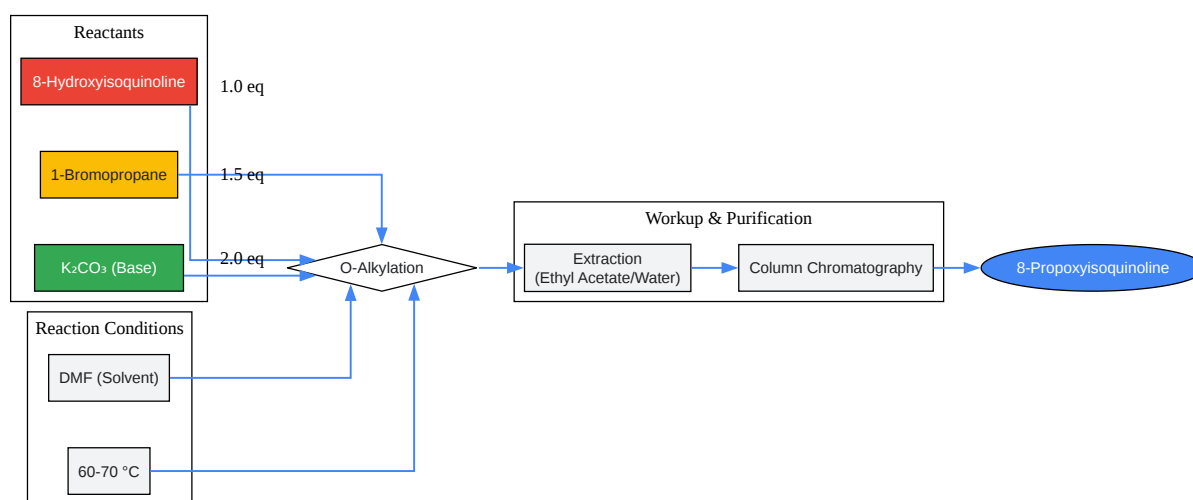 Reactants
8-Hydroxyisoquinoline
1.0 eq
1-Bromopropane
1.5 eq
K₂CO₃ (Base)
2.0 eq
O-Alkylation
Workup & Purification
Extraction
(Ethyl Acetate/Water)
Column Chromatography
8-Propoxyisoquinoline
Reaction Conditions
DMF (Solvent)
60-70 °C